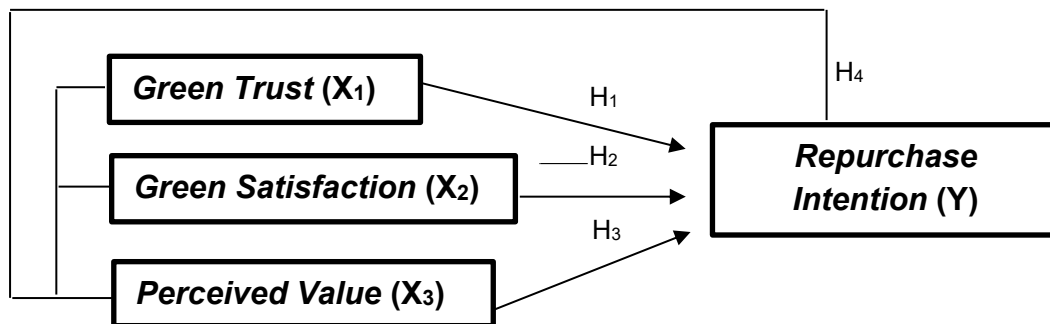 Green Trust (X₁)
H₁
H₄
Green Satisfaction (X₂)
H₂
Repurchase
Intention (Y)
H₃
Perceived Value (X₃)